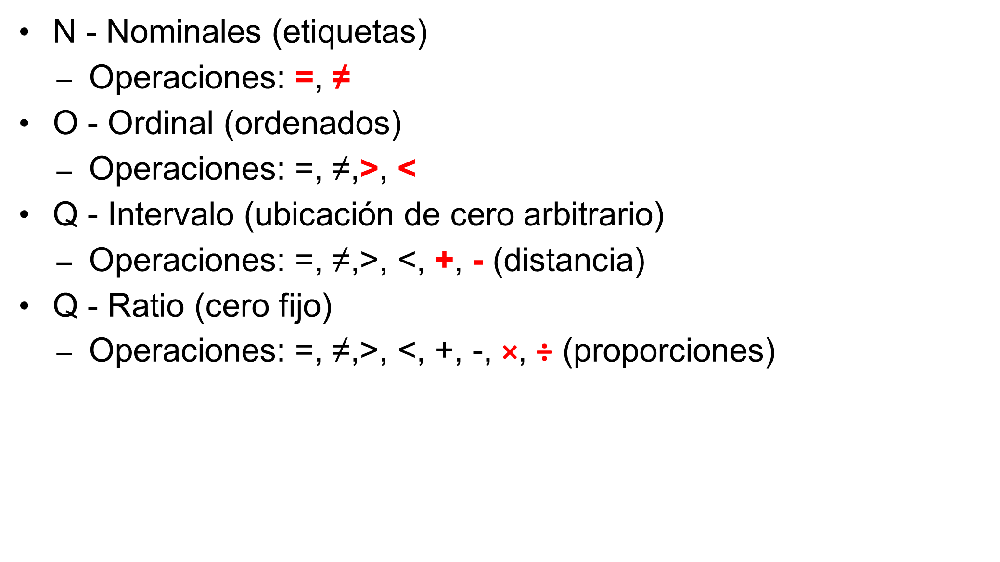 • N - Nominales (etiquetas)
– Operaciones: =, ≠
• O - Ordinal (ordenados)
– Operaciones: =, ≠,>, <
• Q - Intervalo (ubicación de cero arbitrario)
– Operaciones: =, ≠,>, <, +, - (distancia)
• Q - Ratio (cero fijo)
– Operaciones: =, ≠,>, <, +, -, ×, ÷ (proporciones)